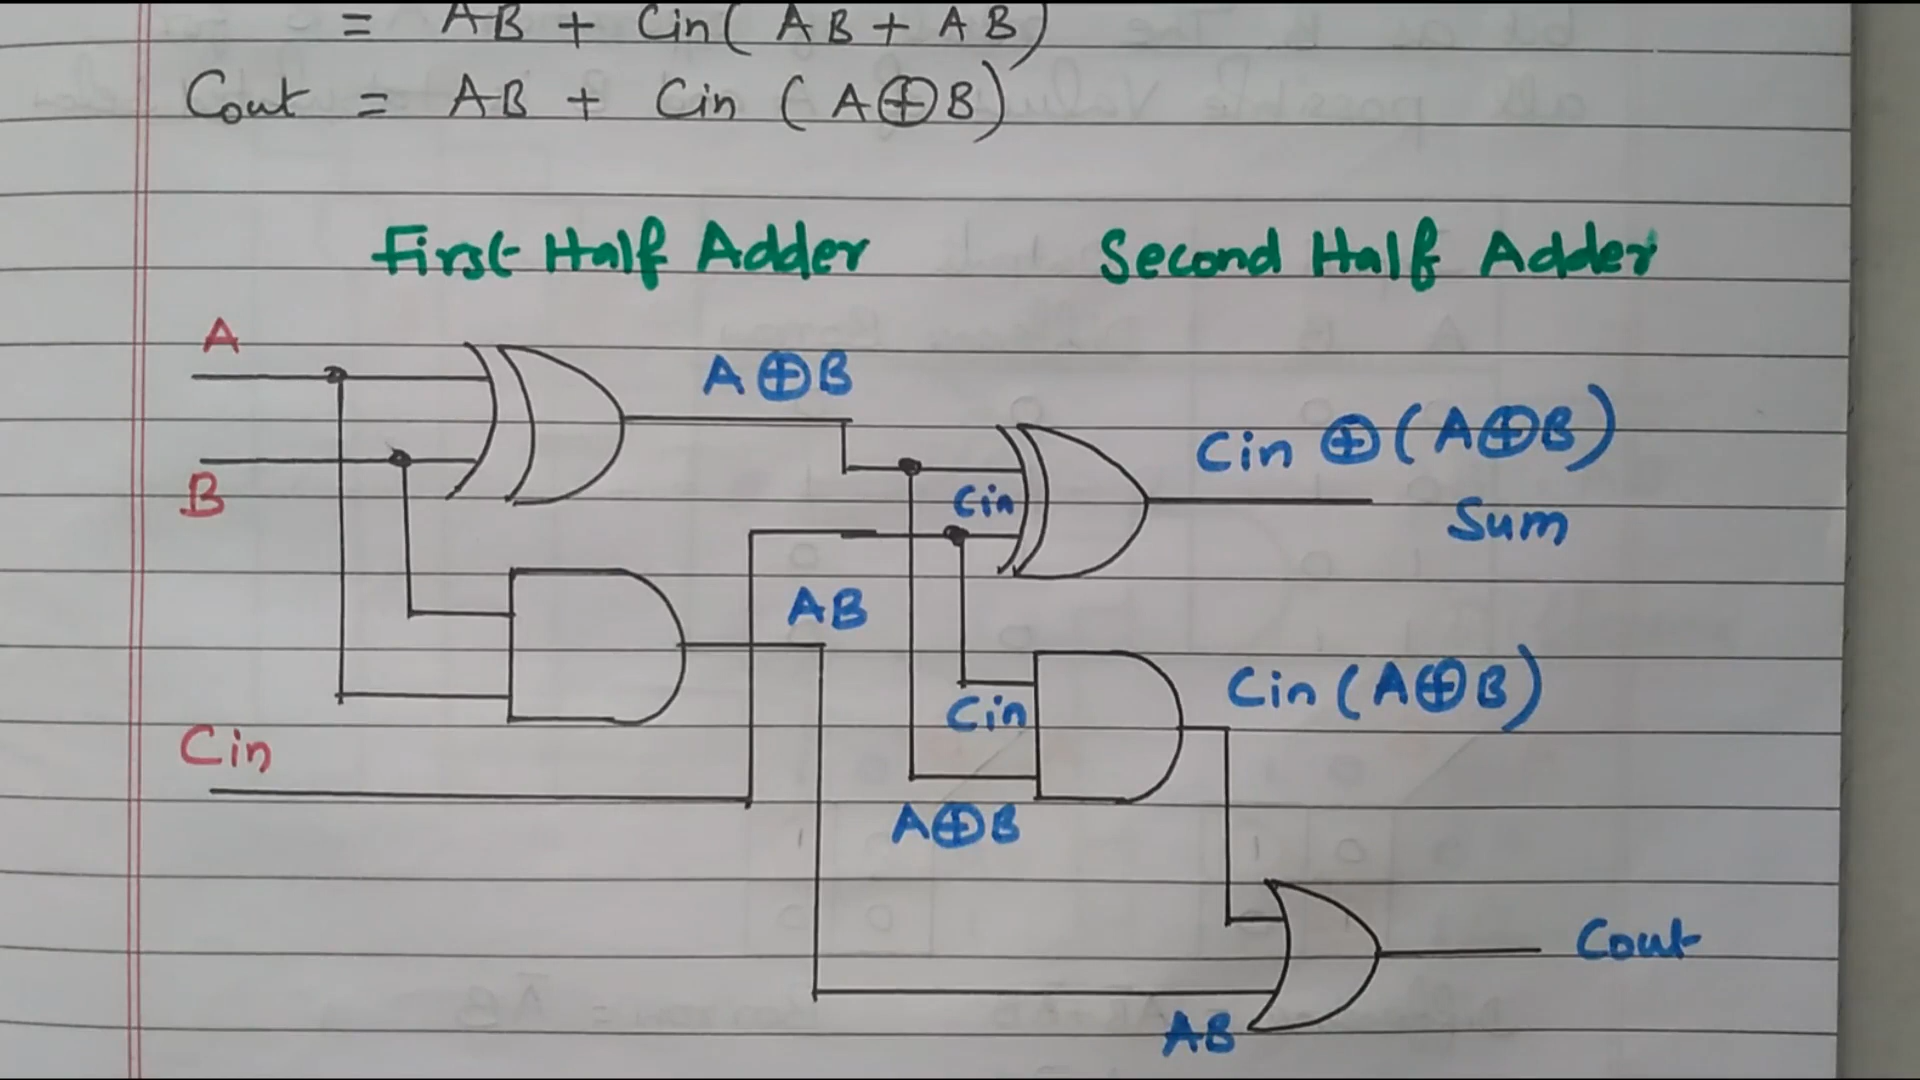 = AB + Cin( AB + AB )
Cout = AB + Cin ( A⊕B )
First Half Adder Second Half Adder
A
A⊕B
Cin ⊕ ( A⊕B )
B
Cin
Sum
AB
Cin ( A⊕B )
Cin
Cin
A⊕B
Cout
AB